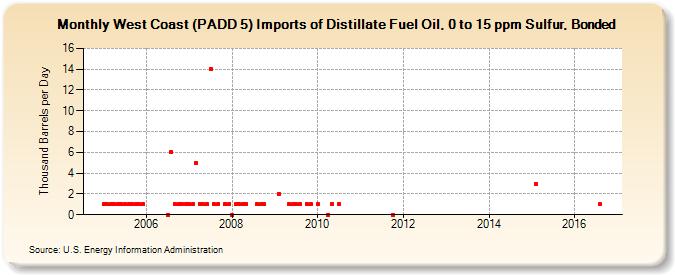 Monthly West Coast (PADD 5) Imports of Distillate Fuel Oil, 0 to 15 ppm Sulfur, Bonded
Thousand Barrels per Day
16
14
12
10
8
6
4
2
0
2006 2008 2010 2012 2014 2016
Source: U.S. Energy Information Administration